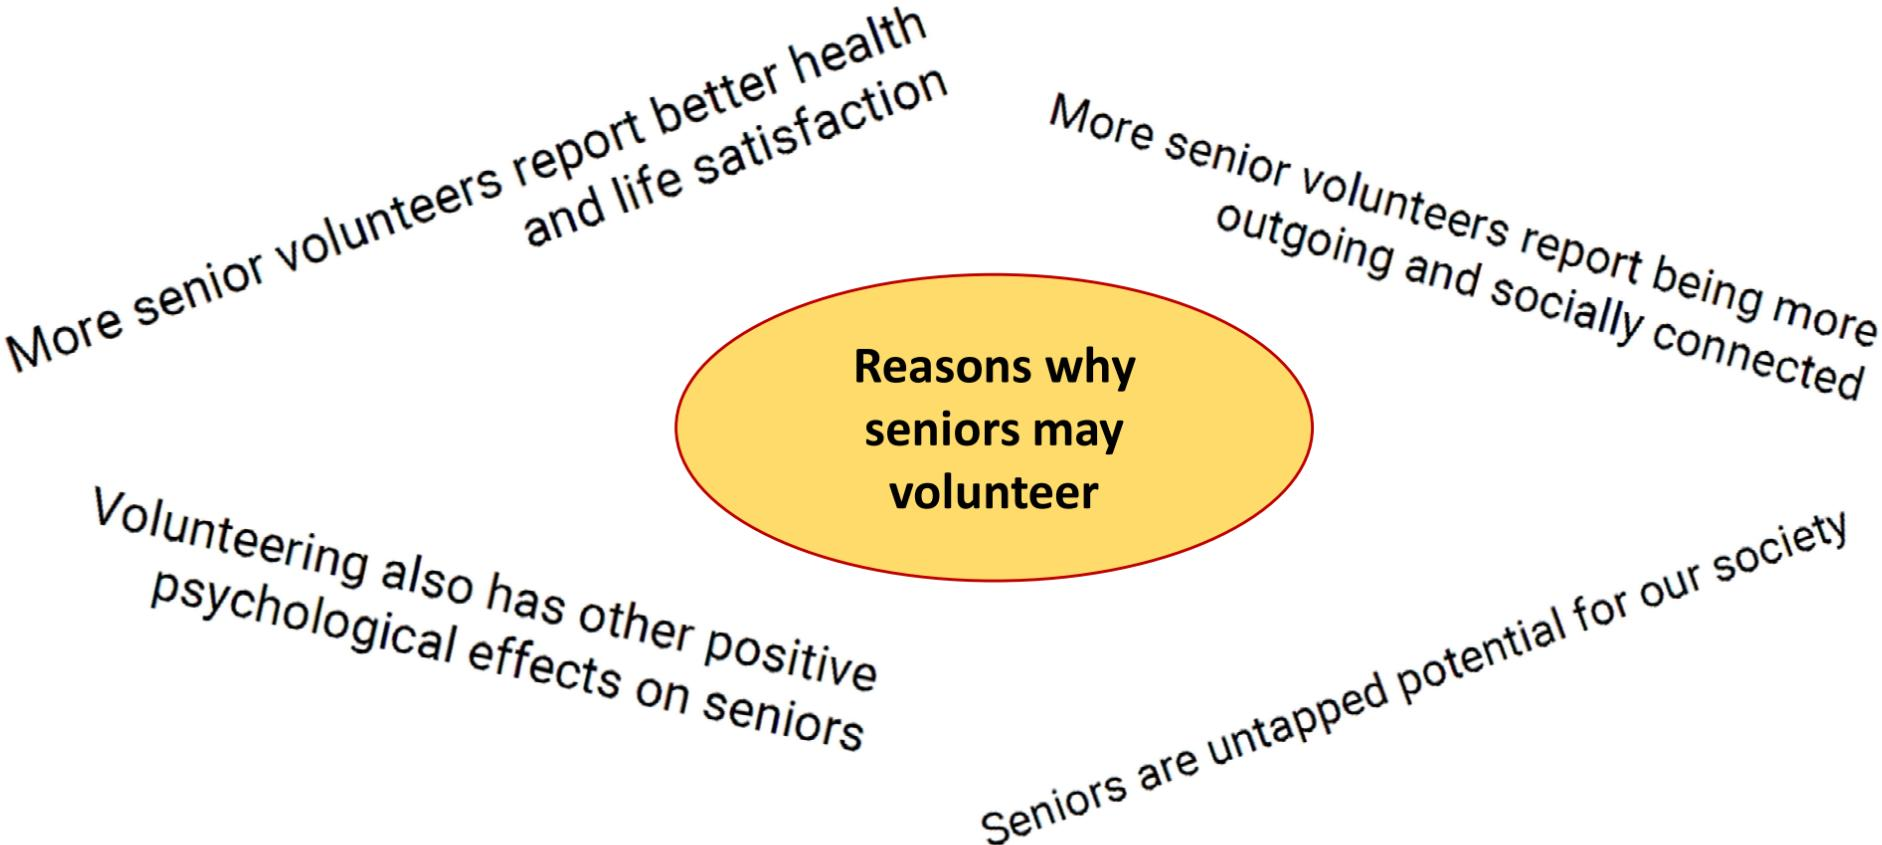 More senior volunteers report better health
and life satisfaction
More senior volunteers report being more
outgoing and socially connected
Reasons why
seniors may
volunteer
Volunteering also has other positive
psychological effects on seniors
Seniors are untapped potential for our society